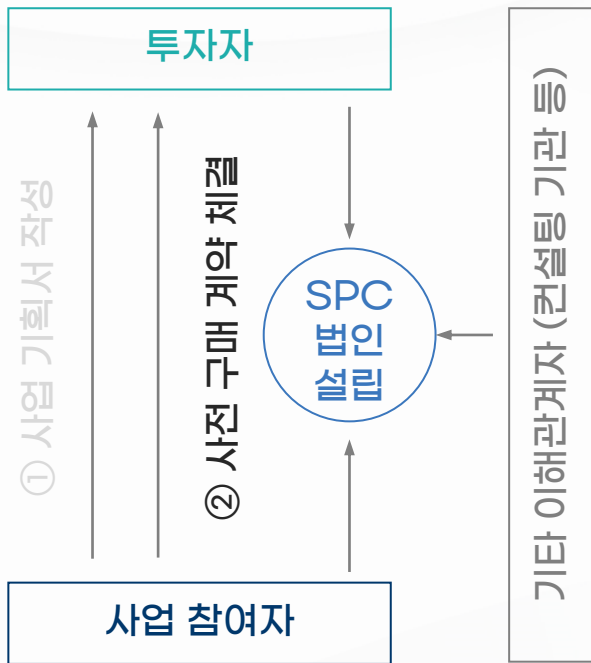 투자자
① 사업 기획서 작성
② 사전 구매 계약 체결
SPC
법인
설립
기타 이해관계자 (컨설팅 기관 등)
사업 참여자